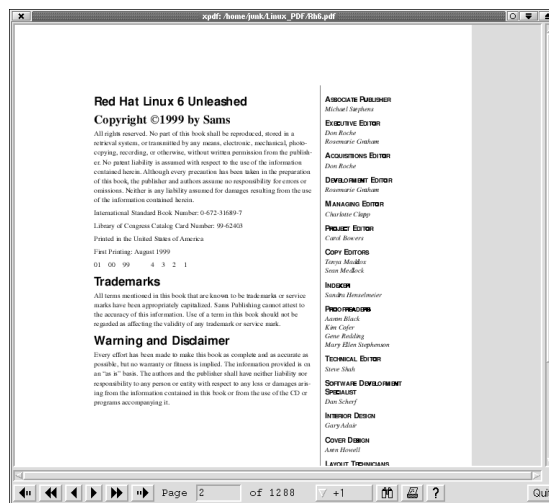 xpdf: /home/junk/Linux_PDF/Rh6.pdf
Red Hat Linux 6 Unleashed
Copyright ©1999 by Sams
All rights reserved. No part of this book shall be reproduced, stored in a
retrieval system, or transmitted by any means, electronic, mechanical, photo-
copying, recording, or otherwise, without written permission from the publish-
er. No patent liability is assumed with respect to the use of the information
contained herein. Although every precaution has been taken in the preparation
of this book, the publisher and authors assume no responsibility for errors or
omissions. Neither is any liability assumed for damages resulting from the use
of the information contained herein.
International Standard Book Number: 0-672-31689-7
Library of Congress Catalog Card Number: 99-62403
Printed in the United States of America
First Printing: August 1999
01 00 99 4 3 2 1
Trademarks
All terms mentioned in this book that are known to be trademarks or service
marks have been appropriately capitalized. Sams Publishing cannot attest to
the accuracy of this information. Use of a term in this book should not be
regarded as affecting the validity of any trademark or service mark.
Warning and Disclaimer
Every effort has been made to make this book as complete and as accurate as
possible, but no warranty or fitness is implied. The information provided is on
an "as is" basis. The authors and the publisher shall have neither liability nor
responsibility to any person or entity with respect to any loss or damages aris-
ing from the information contained in this book or from the use of the CD or
programs accompanying it.
ASSOCIATE PUBLISHER
Michael Stephens
EXECUTIVE EDITOR
Don Roche
Rosemarie Graham
ACQUISITIONS EDITOR
Don Roche
DEVELOPMENT EDITOR
Rosemarie Graham
MANAGING EDITOR
Charlotte Clapp
PROJECT EDITOR
Carol Bowers
COPY EDITORS
Tonya Maddox
Sean Medlock
INDEXER
Sandra Henselmeier
PROOFREADERS
Aamin Black
Kim Cofer
Gene Redding
Mary Ellen Stephenson
TECHNICAL EDITOR
Steve Shah
SOFTWARE DEVELOPMENT
SPECIALIST
Dan Scherf
INTERIOR DESIGN
Gary Adair
COVER DESIGN
Aren Howell
LAYOUT TECHNICIANS
Page 2 of 1288 +1 ? Qui